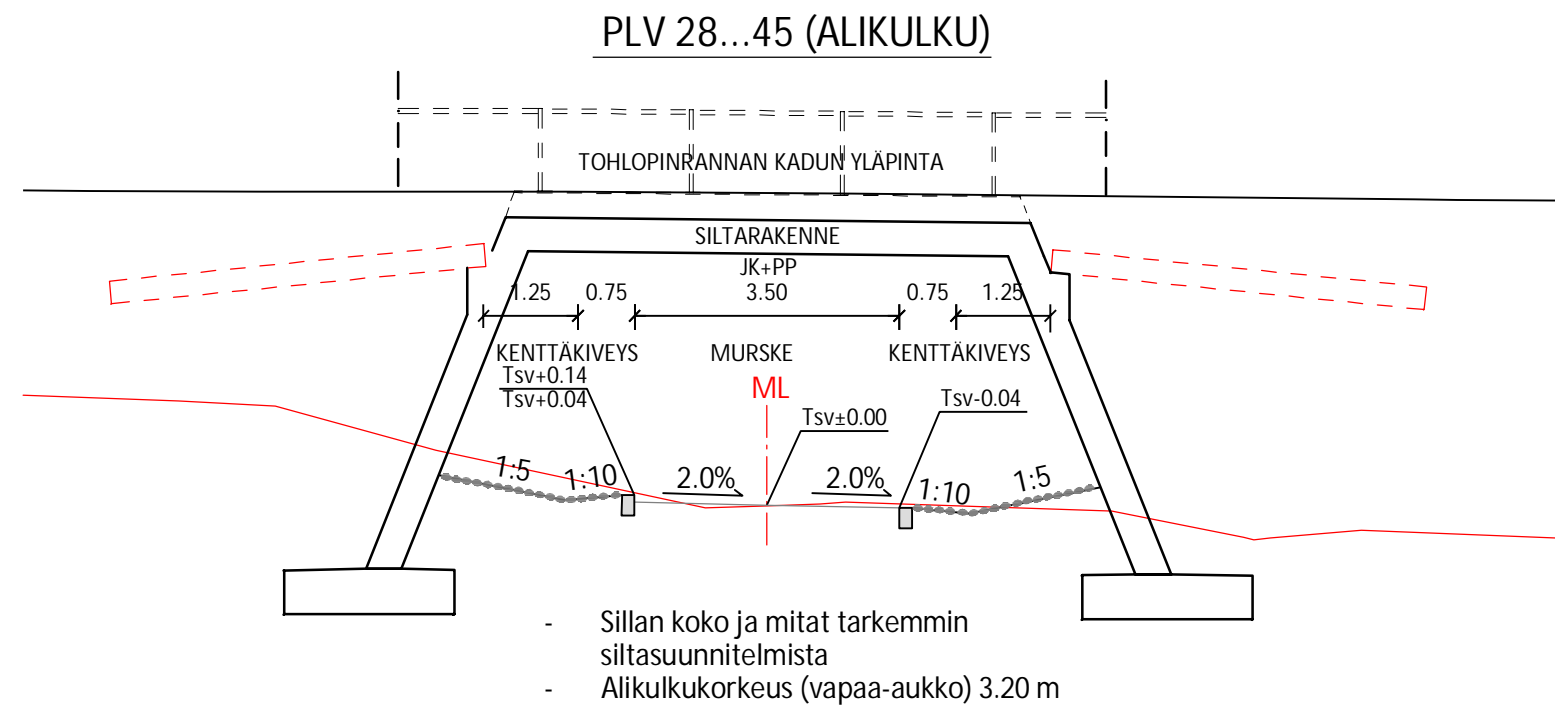 PLV 28...45 (ALIKULKU)
TOHLOPINRANNAN KADUN YLÄPINTA
SILTARAKENNE
JK+PP
1.25 0.75 3.50 0.75 1.25
KENTTÄKIVEYS MURSKE KENTTÄKIVEYS
Tsv+0.14
Tsv+0.04
ML
Tsv±0.00
Tsv-0.04
1:5 1:10 2.0% 2.0% 1:10 1:5
- Sillan koko ja mitat tarkemmin
siltasuunnitelmista
- Alikulkukorkeus (vapaa-aukko) 3.20 m